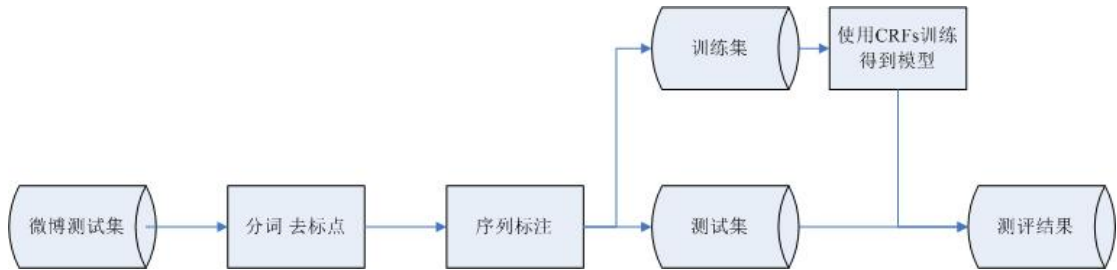 训练集
使用CRFs训练
得到模型
微博测试集
分词 去标点
序列标注
测试集
测评结果